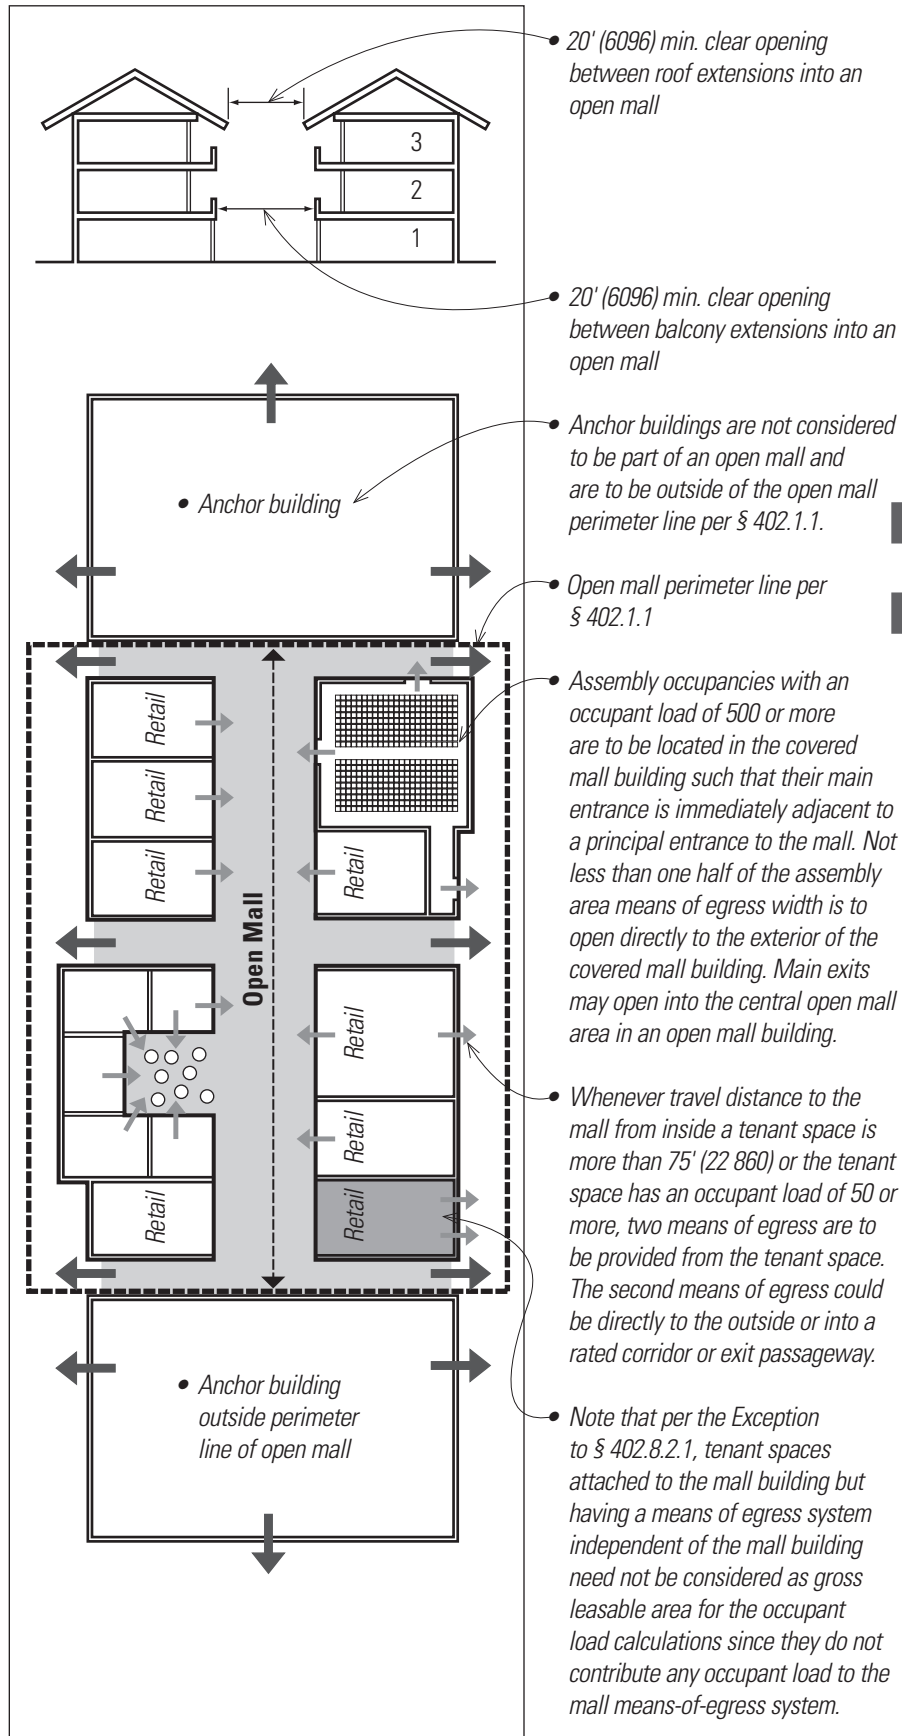 • 20' (6096) min. clear opening
between roof extensions into an
open mall
3
2
1
• 20' (6096) min. clear opening
between balcony extensions into an
open mall
• Anchor buildings are not considered
to be part of an open mall and
are to be outside of the open mall
perimeter line per § 402.1.1.
• Anchor building
• Open mall perimeter line per
§ 402.1.1
• Assembly occupancies with an
occupant load of 500 or more
are to be located in the covered
mall building such that their main
entrance is immediately adjacent to
a principal entrance to the mall. Not
less than one half of the assembly
area means of egress width is to
open directly to the exterior of the
covered mall building. Main exits
may open into the central open mall
area in an open mall building.
Retail
Retail
Retail
Retail
Open Mall
Retail
Retail
Retail
• Whenever travel distance to the
mall from inside a tenant space is
more than 75' (22 860) or the tenant
space has an occupant load of 50 or
more, two means of egress are to
be provided from the tenant space.
The second means of egress could
be directly to the outside or into a
rated corridor or exit passageway.
• Anchor building
outside perimeter
line of open mall
• Note that per the Exception
to § 402.8.2.1, tenant spaces
attached to the mall building but
having a means of egress system
independent of the mall building
need not be considered as gross
leasable area for the occupant
load calculations since they do not
contribute any occupant load to the
mall means-of-egress system.